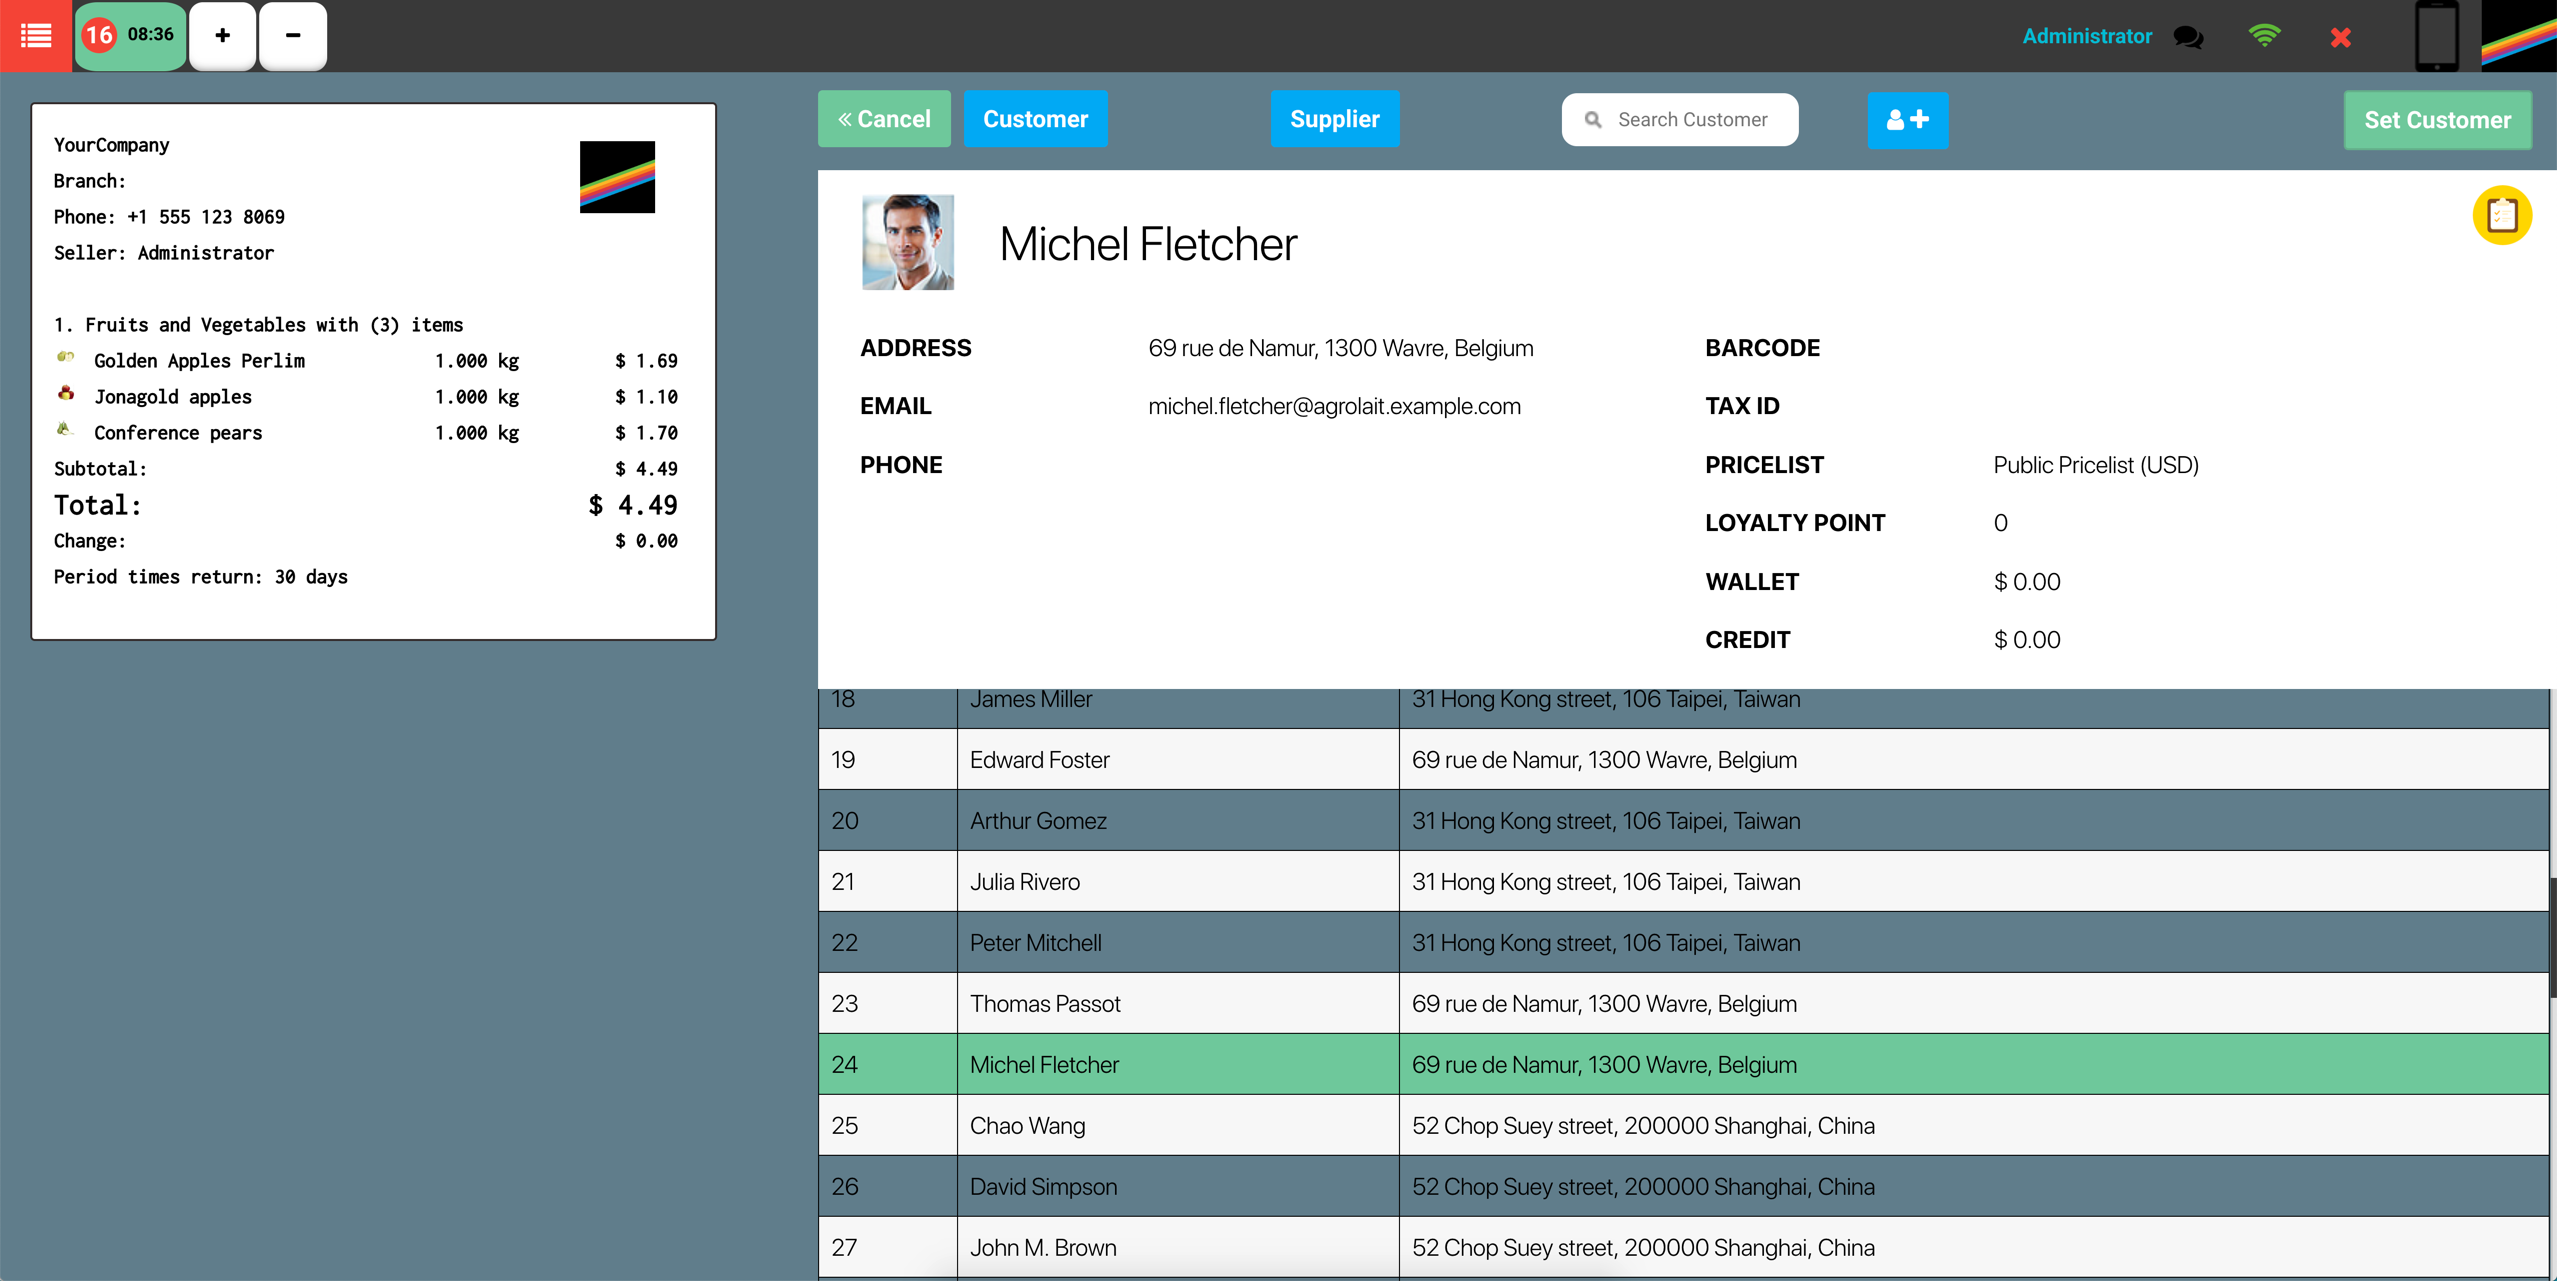 16 08:36 + −
Administrator
YourCompany
Branch:
Phone: +1 555 123 8069
Seller: Administrator
1. Fruits and Vegetables with (3) items
Golden Apples Perlim 1.000 kg $ 1.69
Jonagold apples 1.000 kg $ 1.10
Conference pears 1.000 kg $ 1.70
Subtotal: $ 4.49
Total: $ 4.49
Change: $ 0.00
Period times return: 30 days
« Cancel Customer Supplier Search Customer Set Customer
Michel Fletcher
ADDRESS 69 rue de Namur, 1300 Wavre, Belgium
EMAIL michel.fletcher@agrolait.example.com
PHONE
BARCODE
TAX ID
PRICELIST Public Pricelist (USD)
LOYALTY POINT 0
WALLET $ 0.00
CREDIT $ 0.00
18 James Miller 31 Hong Kong street, 106 Taipei, Taiwan
19 Edward Foster 69 rue de Namur, 1300 Wavre, Belgium
20 Arthur Gomez 31 Hong Kong street, 106 Taipei, Taiwan
21 Julia Rivero 31 Hong Kong street, 106 Taipei, Taiwan
22 Peter Mitchell 31 Hong Kong street, 106 Taipei, Taiwan
23 Thomas Passot 69 rue de Namur, 1300 Wavre, Belgium
24 Michel Fletcher 69 rue de Namur, 1300 Wavre, Belgium
25 Chao Wang 52 Chop Suey street, 200000 Shanghai, China
26 David Simpson 52 Chop Suey street, 200000 Shanghai, China
27 John M. Brown 52 Chop Suey street, 200000 Shanghai, China